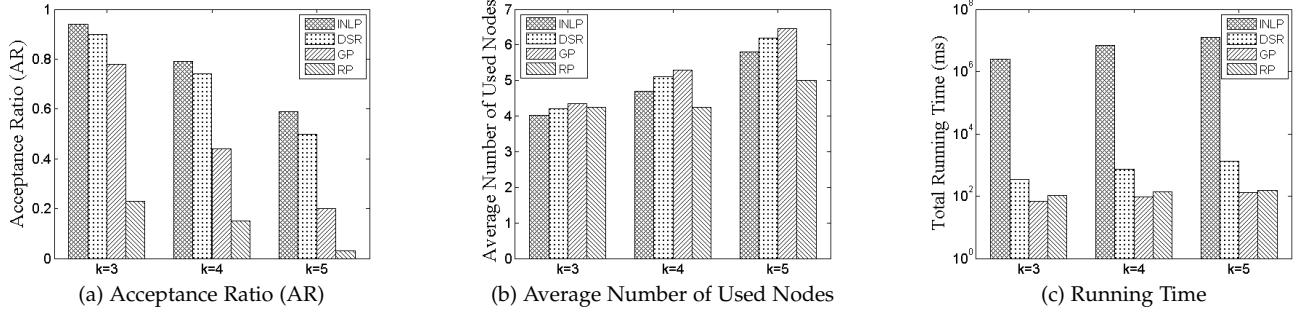 Acceptance Ratio (AR)
1
0.8
0.6
0.4
0.2
0
k=3
k=4
k=5
INLP
DSR
GP
RP
(a) Acceptance Ratio (AR)
Average Number of Used Nodes
7
6
5
4
3
2
1
0
k=3
k=4
k=5
INLP
DSR
GP
RP
(b) Average Number of Used Nodes
Total Running Time (ms)
10^8
10^6
10^4
10^2
10^0
k=3
k=4
k=5
INLP
DSR
GP
RP
(c) Running Time